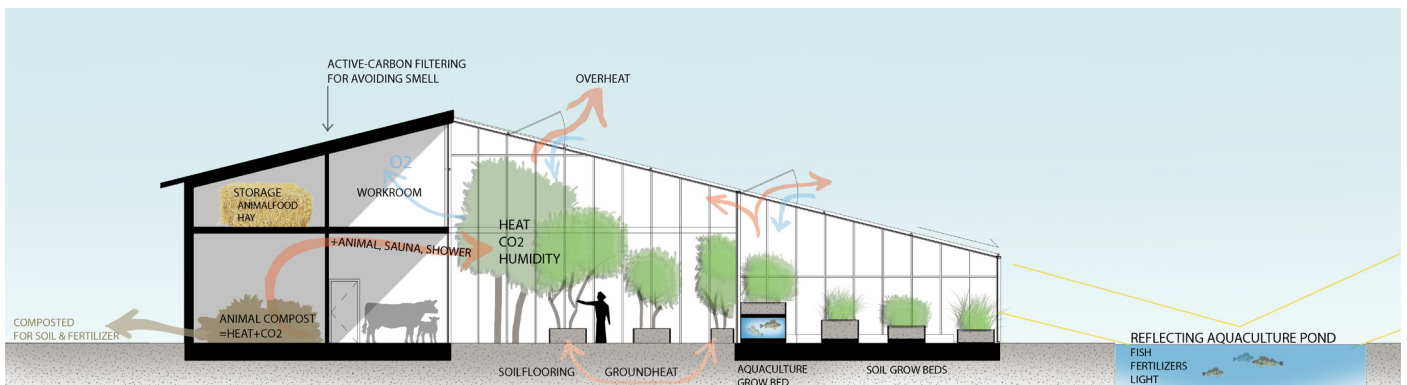 ACTIVE-CARBON FILTERING
FOR AVOIDING SMELL
OVERHEAT
O2
STORAGE
ANIMALFOOD
HAY
WORKROOM
HEAT
CO2
HUMIDITY
+ANIMAL, SAUNA, SHOWER
ANIMAL COMPOST
=HEAT+CO2
COMPOSTED
FOR SOIL & FERTILIZER
SOILFLOORING
GROUNDHEAT
AQUACULTURE
GROW BED
SOIL GROW BEDS
REFLECTING AQUACULTURE POND
FISH
FERTILIZERS
LIGHT